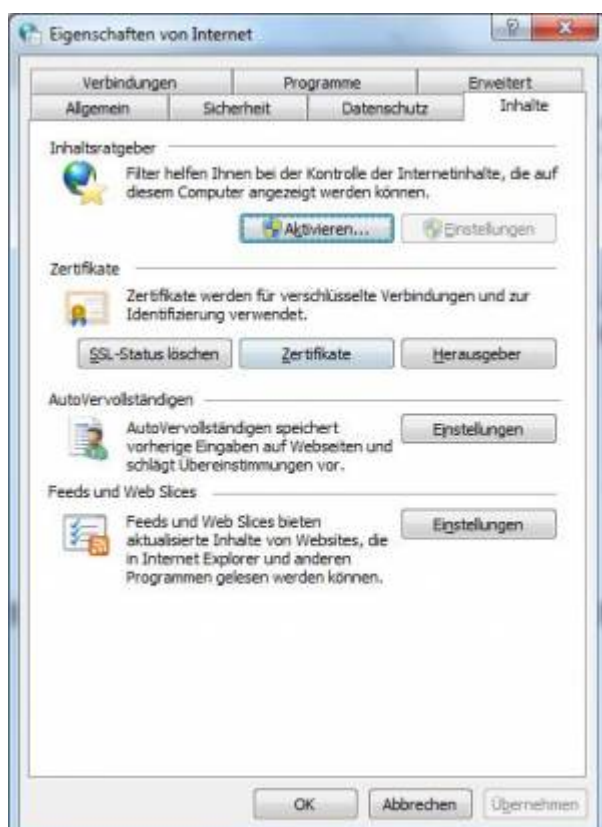 Eigenschaften von Internet
Verbindungen Programme Erweitert
Allgemein Sicherheit Datenschutz Inhalte
Inhaltsratgeber
Filter helfen Ihnen bei der Kontrolle der Internetinhalte, die auf
diesem Computer angezeigt werden können.
Aktivieren... Einstellungen
Zertifikate
Zertifikate werden für verschlüsselte Verbindungen und zur
Identifizierung verwendet.
SSL-Status löschen Zertifikate Herausgeber
AutoVervollständigen
AutoVervollständigen speichert
vorherige Eingaben auf Webseiten und
schlägt Übereinstimmungen vor.
Einstellungen
Feeds und Web Slices
Feeds und Web Slices bieten
aktualisierte Inhalte von Websites, die
in Internet Explorer und anderen
Programmen gelesen werden können.
Einstellungen
OK Abbrechen Übernehmen